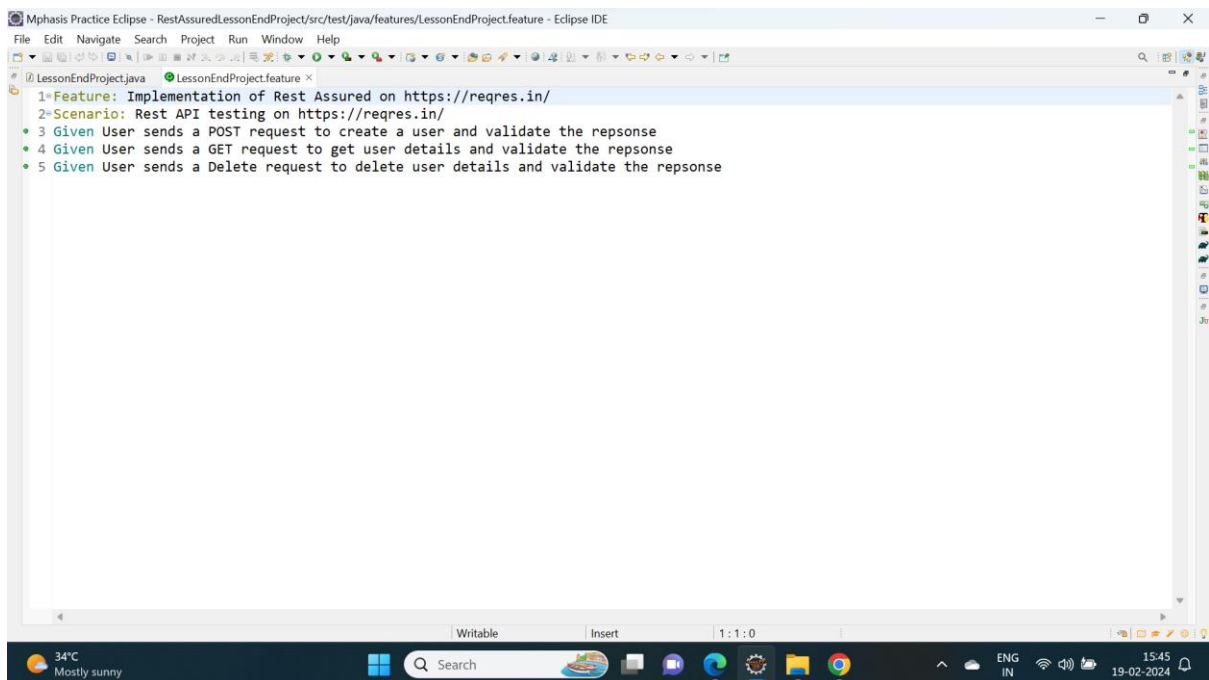 Mphasis Practice Eclipse - RestAssuredLessonEndProject/src/test/java/features/LessonEndProject.feature - Eclipse IDE
File Edit Navigate Search Project Run Window Help
LessonEndProject.java LessonEndProject.feature
1 Feature: Implementation of Rest Assured on https://reqres.in/
2 Scenario: Rest API testing on https://reqres.in/
3 Given User sends a POST request to create a user and validate the repsonse
4 Given User sends a GET request to get user details and validate the repsonse
5 Given User sends a Delete request to delete user details and validate the repsonse
Writable Insert 1 : 1 : 0
34°C
Mostly sunny
Search
ENG
IN
15:45
19-02-2024